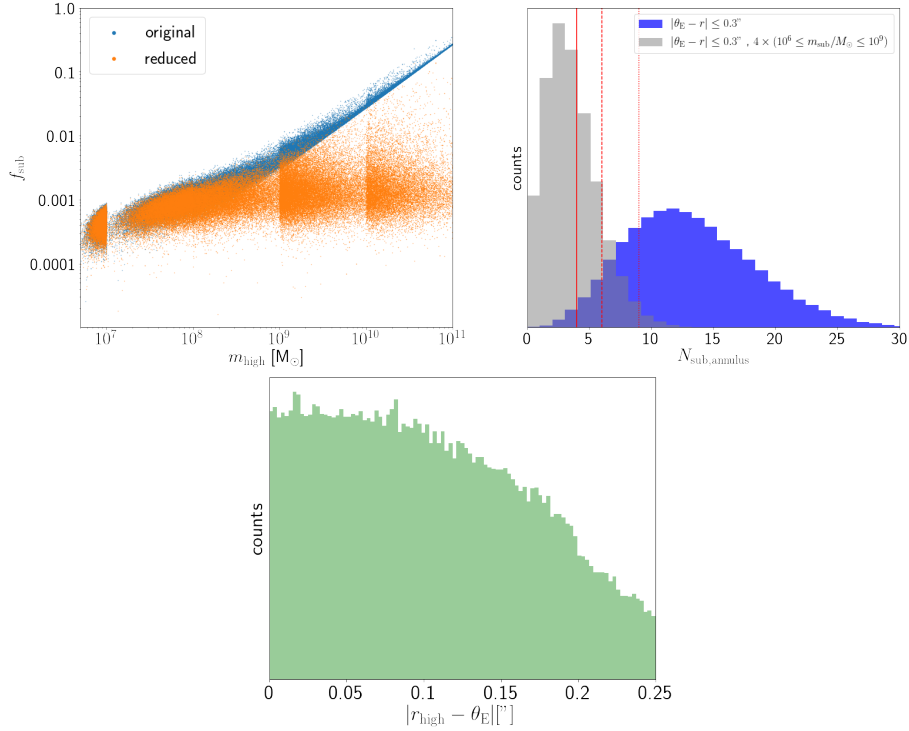 original
reduced
1.0
0.1
0.01
0.001
0.0001
f_sub
10^7
10^8
10^9
10^10
10^11
m_high [M_⊙]
|θ_E − r| ≤ 0.3"
|θ_E − r| ≤ 0.3" , 4 × (10^6 ≤ m_sub/M_⊙ ≤ 10^9)
counts
0 5 10 15 20 25 30
N_sub,annulus
counts
0 0.05 0.1 0.15 0.2 0.25
|r_high − θ_E|["]